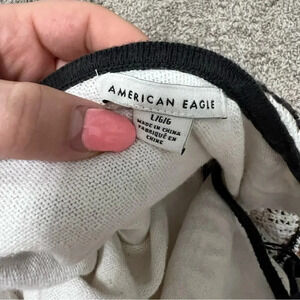 AMERICAN EAGLE
L/G/G
MADE IN CHINA
FABRIQUÉ EN
CHINE